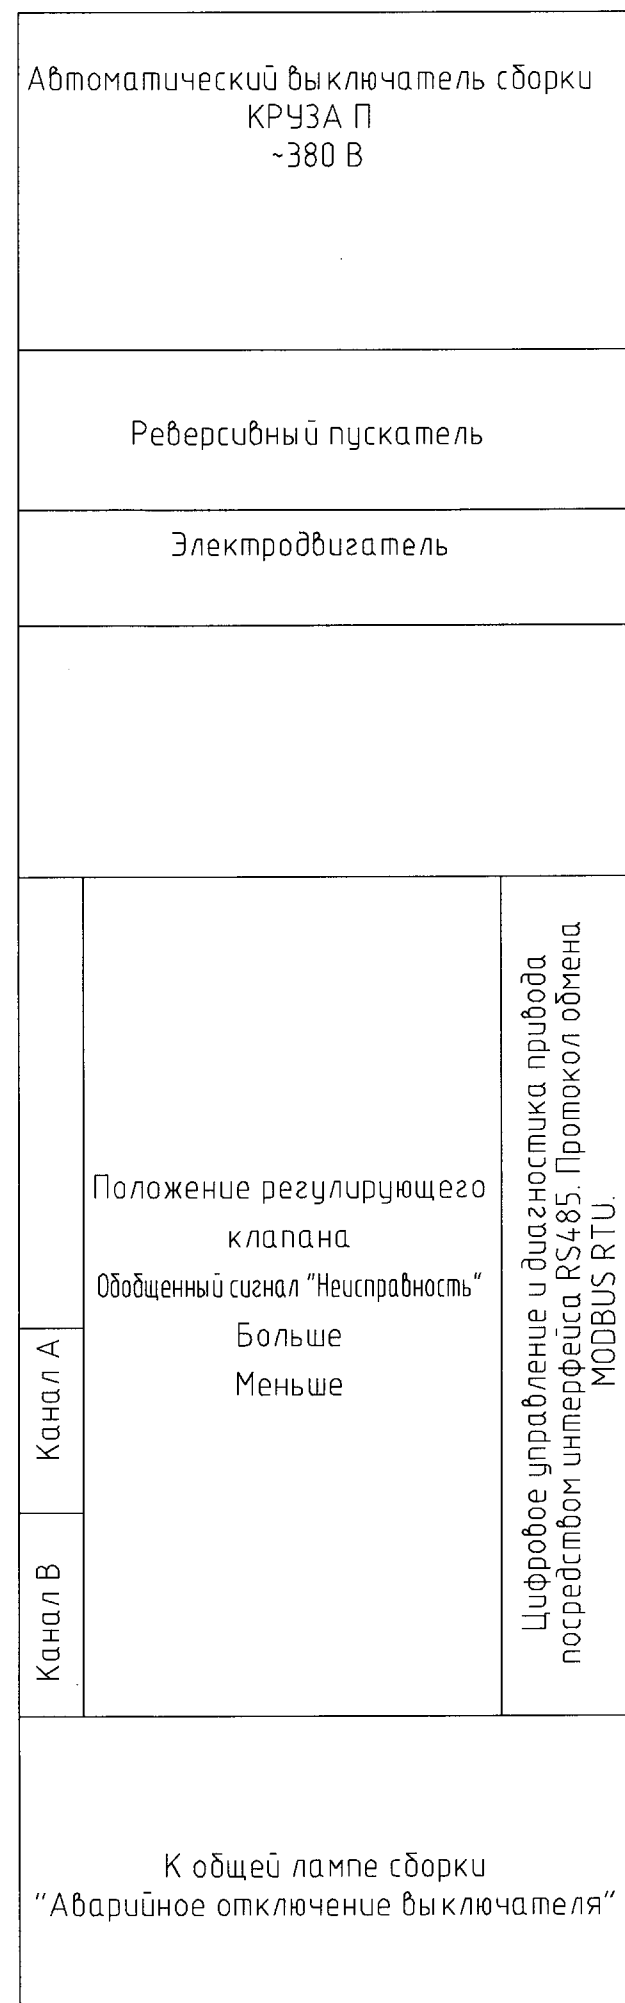 Автоматический выключатель сборки
КРУЗА П
~380 В
Реверсивный пускатель
Электродвигатель
Положение регулирующего
клапана
Обобщенный сигнал "Неисправность"
Больше
Меньше
Канал А
Канал В
Цифровое управление и диагностика привода
посредством интерфейса RS485. Протокол обмена
MODBUS RTU.
К общей лампе сборки
"Аварийное отключение выключателя"